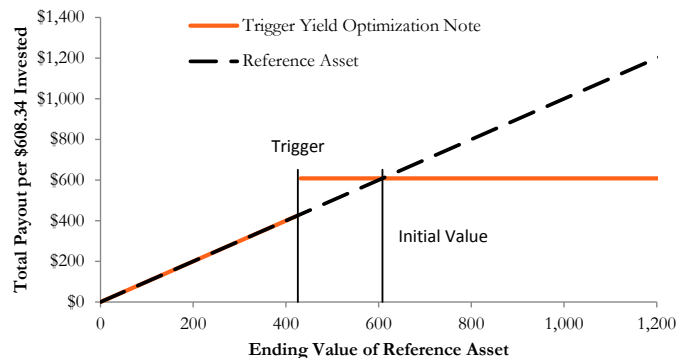 Total Payout per $608.34 Invested
$1,400
$1,200
$1,000
$800
$600
$400
$200
$0
Trigger Yield Optimization Note
Reference Asset
Trigger
Initial Value
0
200
400
600
800
1,000
1,200
Ending Value of Reference Asset